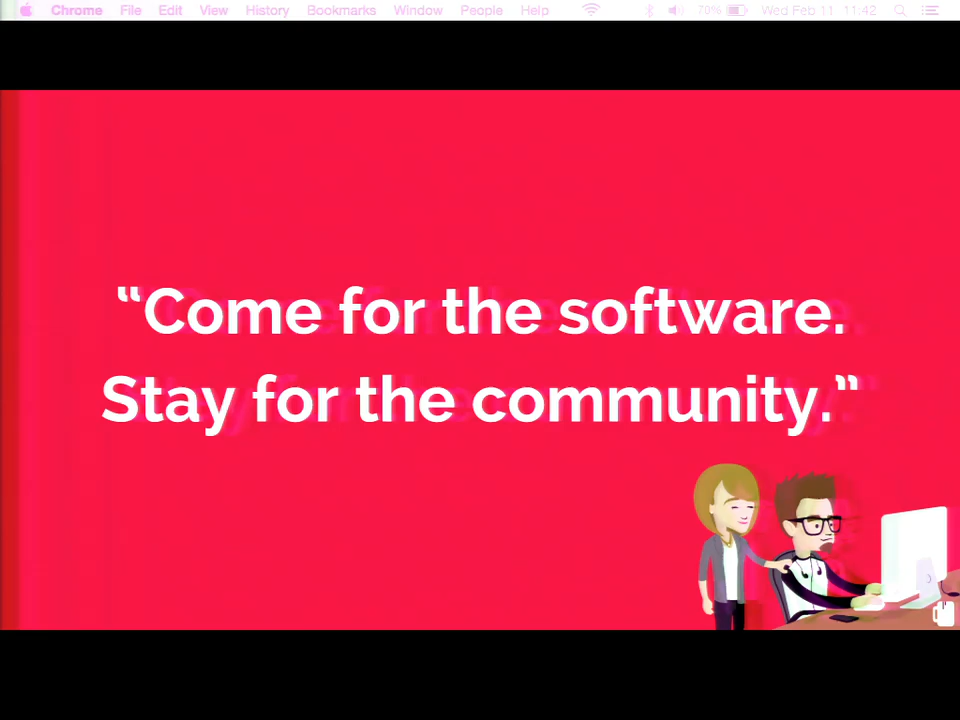 Chrome File Edit View History Bookmarks Window People Help 70% Wed Feb 11 11:42
“Come for the software.
Stay for the community.”